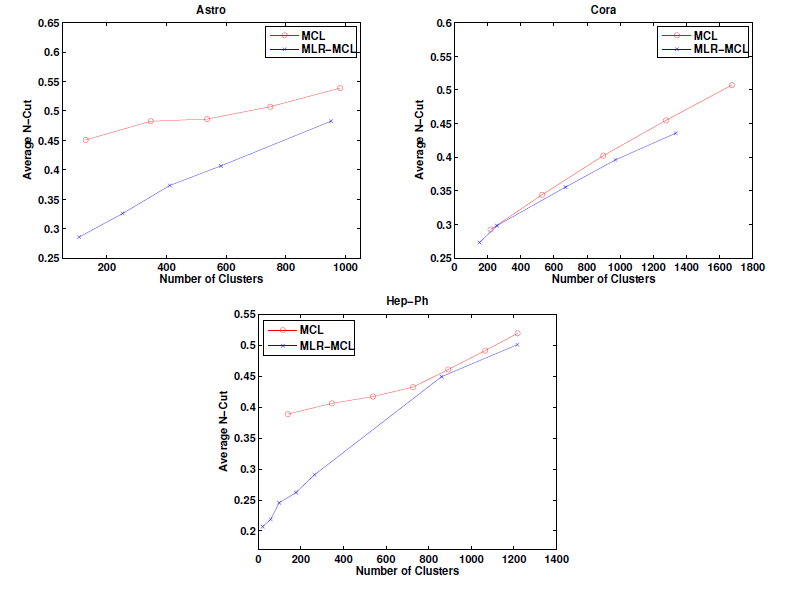 Astro
0.65
0.6
0.55
0.5
0.45
0.4
0.35
0.3
0.25
Average N-Cut
MCL
MLR-MCL
200 400 600 800 1000
Number of Clusters
Cora
0.6
0.55
0.5
0.45
0.4
0.35
0.3
0.25
Average N-Cut
MCL
MLR-MCL
0 200 400 600 800 1000 1200 1400 1600 1800
Number of Clusters
Hep-Ph
0.55
0.5
0.45
0.4
0.35
0.3
0.25
0.2
Average N-Cut
MCL
MLR-MCL
0 200 400 600 800 1000 1200 1400
Number of Clusters